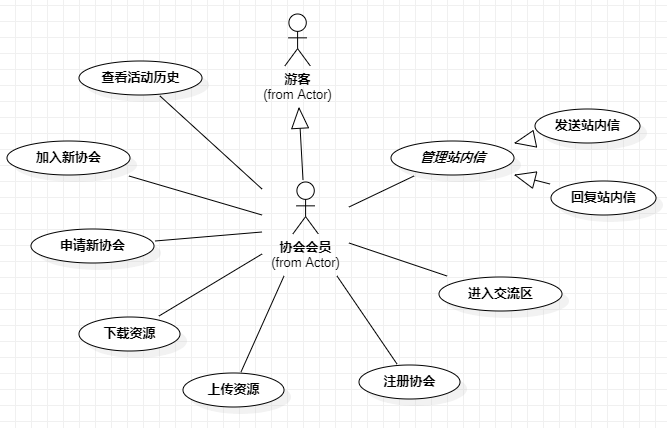 游客
(from Actor)
查看活动历史
发送站内信
加入新协会
管理站内信
回复站内信
申请新协会
协会会员
(from Actor)
进入交流区
下载资源
上传资源
注册协会